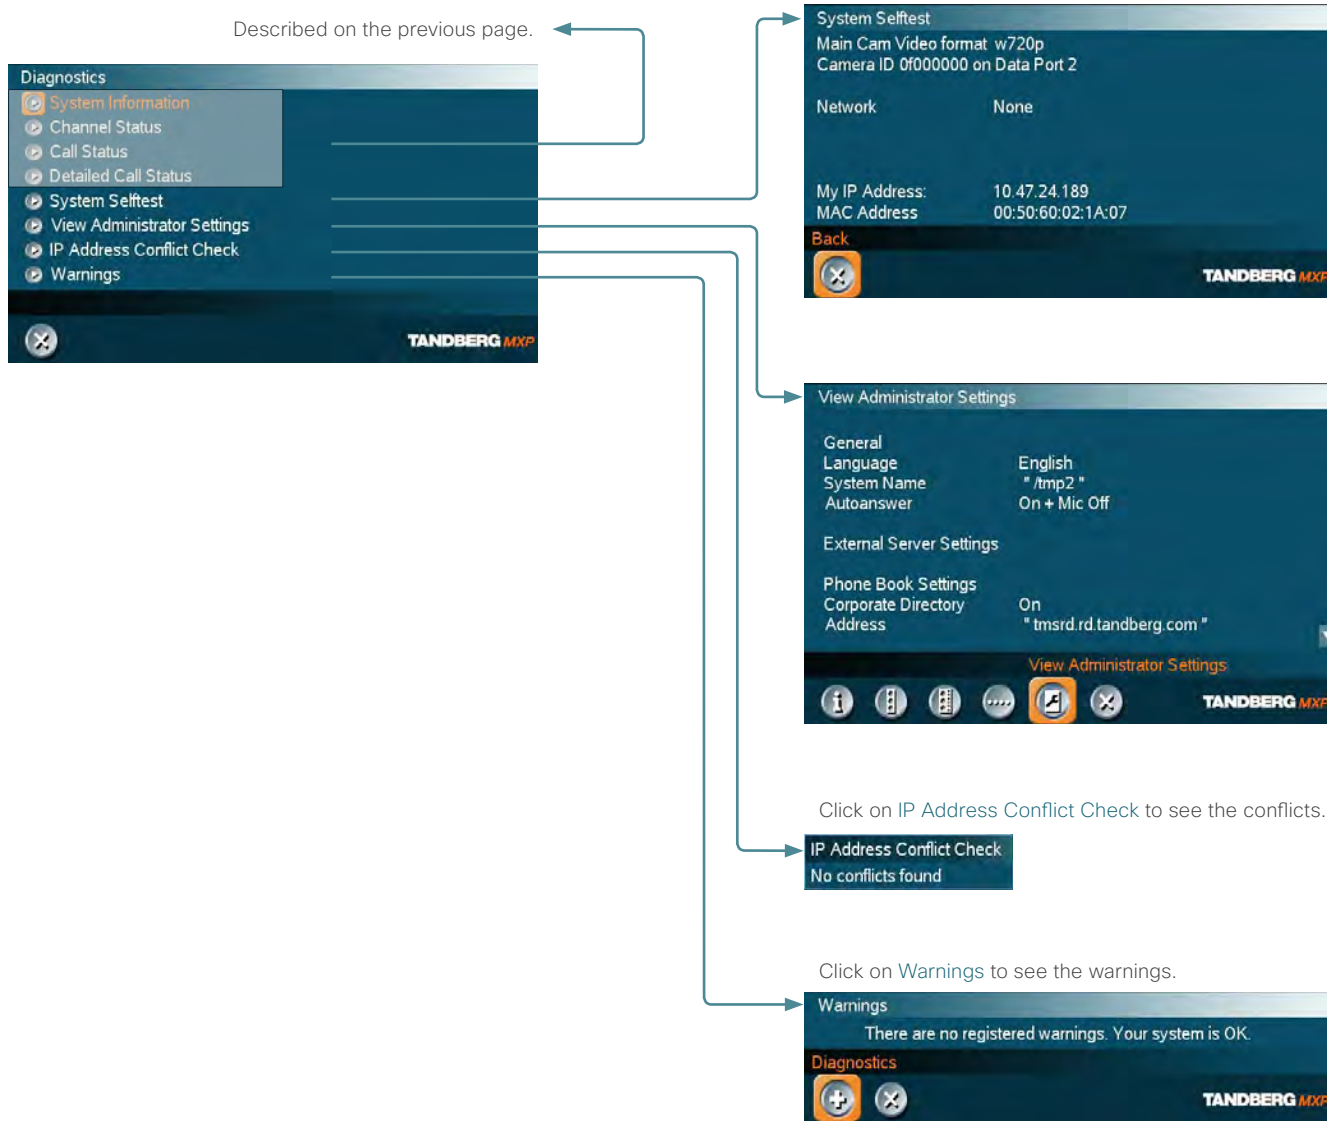 Described on the previous page.
Diagnostics
System Information
Channel Status
Call Status
Detailed Call Status
System Selftest
View Administrator Settings
IP Address Conflict Check
Warnings
TANDBERG MXP
System Selftest
Main Cam Video format w720p
Camera ID 0f000000 on Data Port 2
Network None
My IP Address: 10.47.24.189
MAC Address 00:50:60:02:1A:07
Back
TANDBERG MXP
View Administrator Settings
General
Language English
System Name " /tmp2 "
Autoanswer On + Mic Off
External Server Settings
Phone Book Settings
Corporate Directory On
Address " tmsrd.rd.tandberg.com "
View Administrator Settings
TANDBERG MXP
Click on IP Address Conflict Check to see the conflicts.
IP Address Conflict Check
No conflicts found
Click on Warnings to see the warnings.
Warnings
There are no registered warnings. Your system is OK.
Diagnostics
TANDBERG MXP